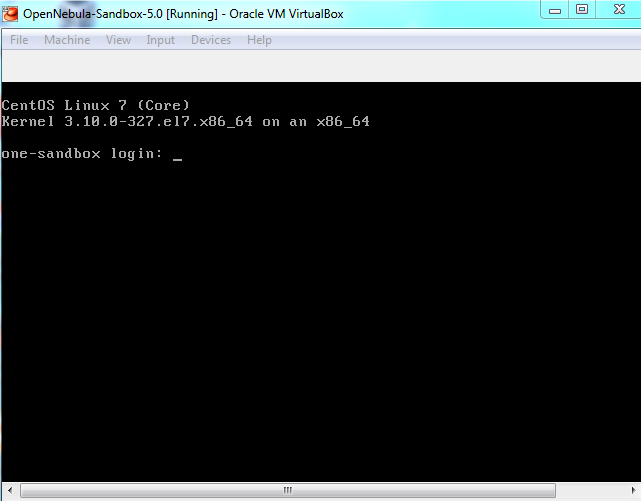 OpenNebula-Sandbox-5.0 [Running] - Oracle VM VirtualBox
File Machine View Input Devices Help
CentOS Linux 7 (Core)
Kernel 3.10.0-327.el7.x86_64 on an x86_64
one-sandbox login: _